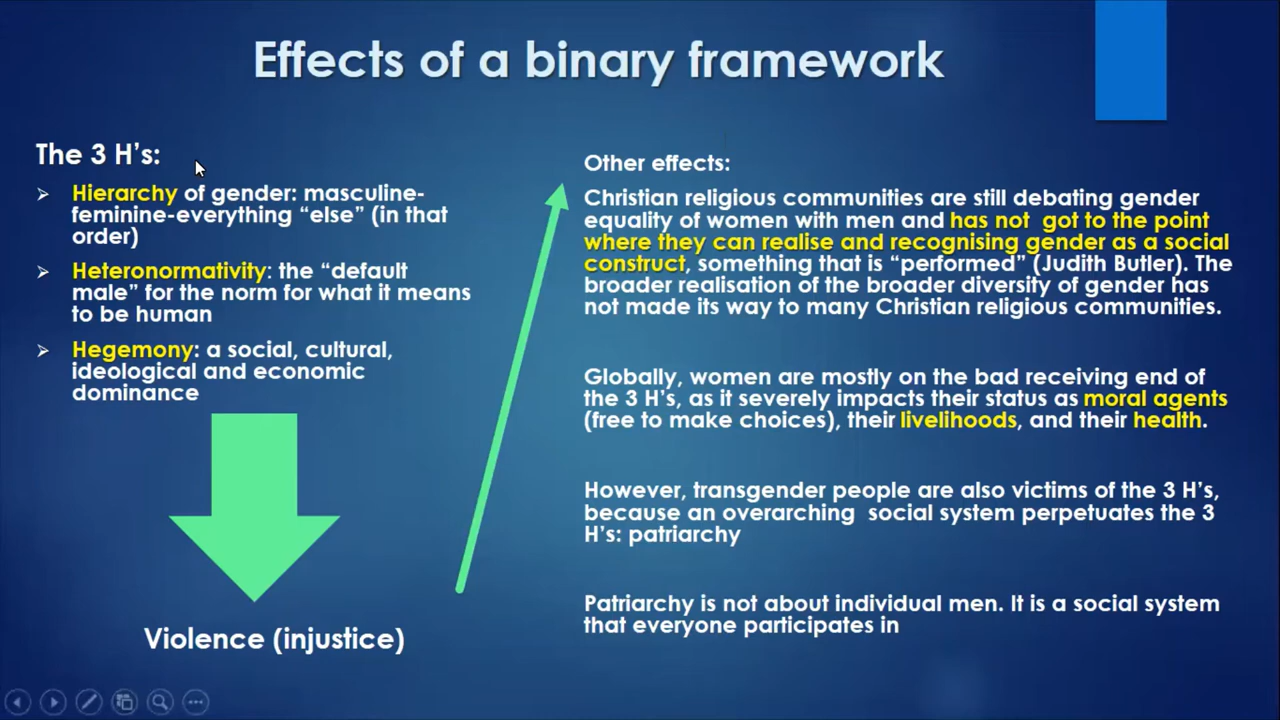 Effects of a binary framework
The 3 H’s:
Hierarchy of gender: masculine-
feminine-everything “else” (in that
order)
Heteronormativity: the “default
male” for the norm for what it means
to be human
Hegemony: a social, cultural,
ideological and economic
dominance
Violence (injustice)
Other effects:
Christian religious communities are still debating gender
equality of women with men and has not got to the point
where they can realise and recognising gender as a social
construct, something that is “performed” (Judith Butler). The
broader realisation of the broader diversity of gender has
not made its way to many Christian religious communities.
Globally, women are mostly on the bad receiving end of
the 3 H’s, as it severely impacts their status as moral agents
(free to make choices), their livelihoods, and their health.
However, transgender people are also victims of the 3 H’s,
because an overarching social system perpetuates the 3
H’s: patriarchy
Patriarchy is not about individual men. It is a social system
that everyone participates in